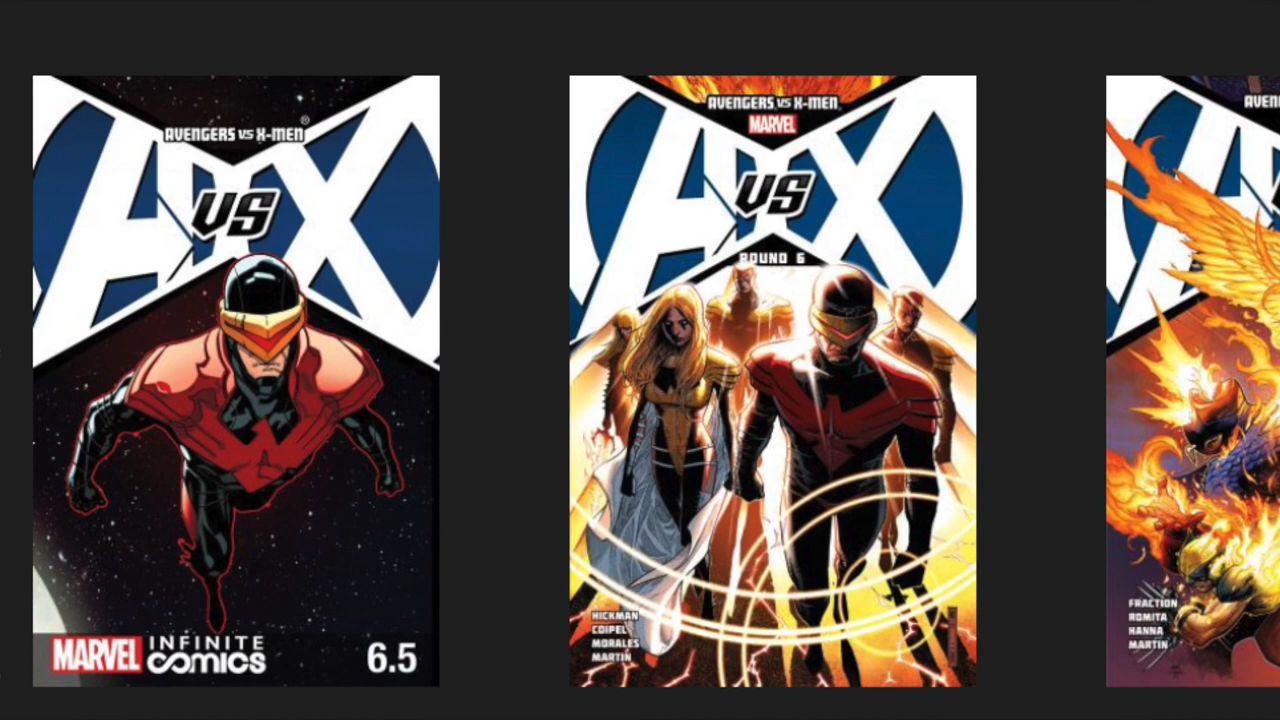 AVENGERS VS X-MEN®
A VS X
MARVEL INFINITE COMICS
6.5
AVENGERS VS X-MEN
MARVEL
A VS X
ROUND 6
HICKMAN
COIPEL
MORALES
MARTIN
AVEN
FRACTION
ROMITA
HANNA
MARTIN